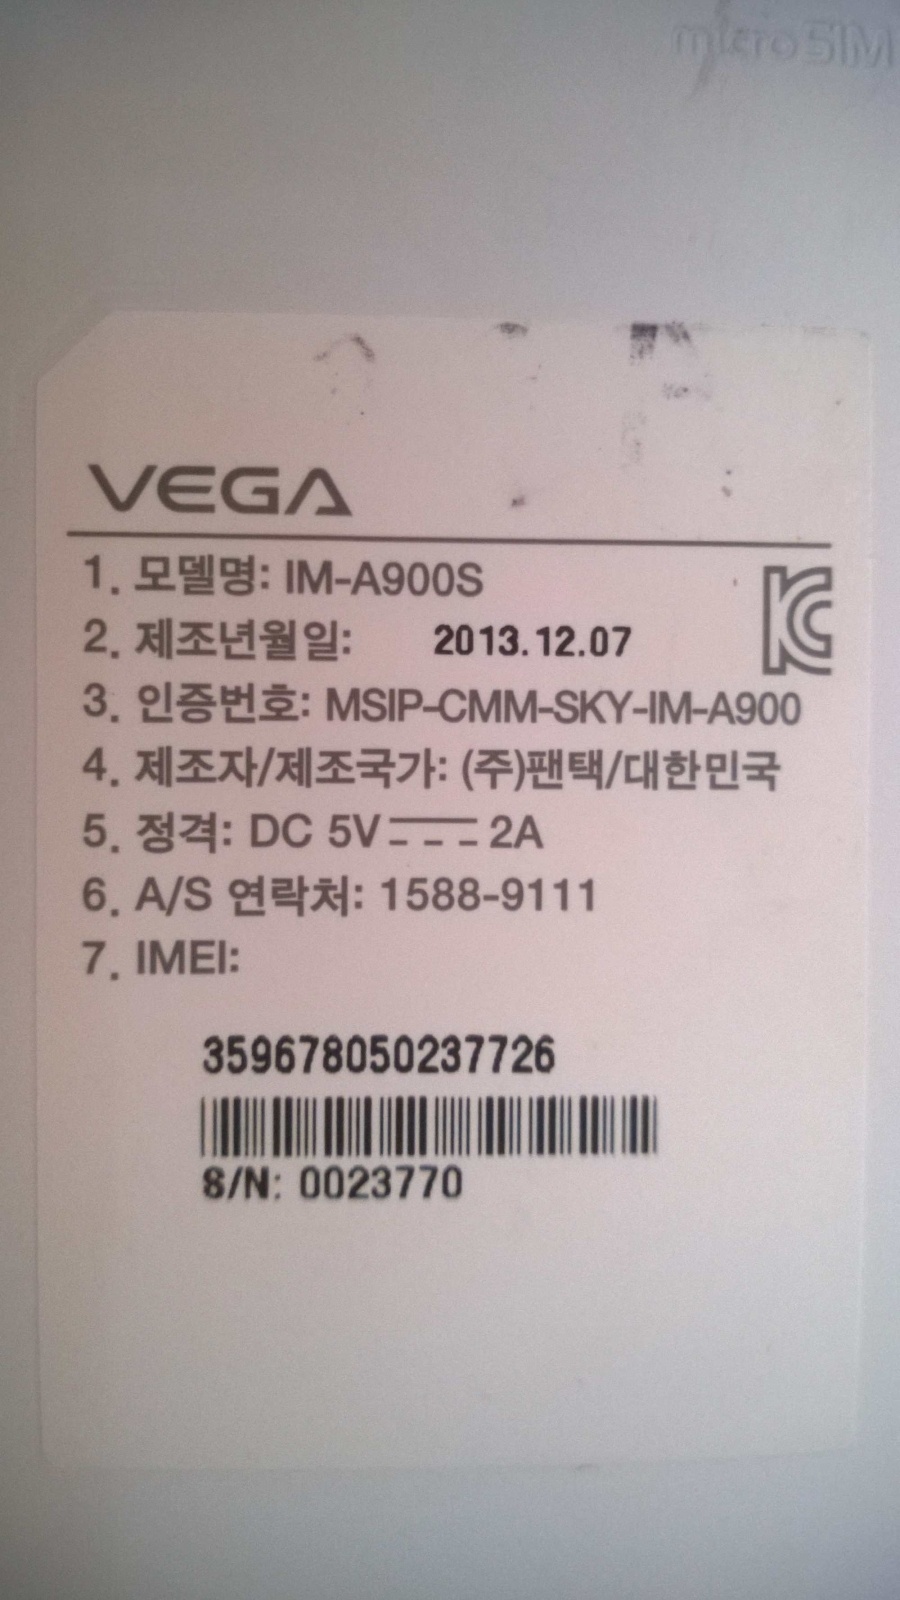 micro SIM
VEGA
1. 모델명: IM-A900S
2. 제조년월일: 2013.12.07
3. 인증번호: MSIP-CMM-SKY-IM-A900
4. 제조자/제조국가: (주)팬택/대한민국
5. 정격: DC 5V ⎓ 2A
6. A/S 연락처: 1588-9111
7. IMEI:
359678050237726
S/N: 0023770